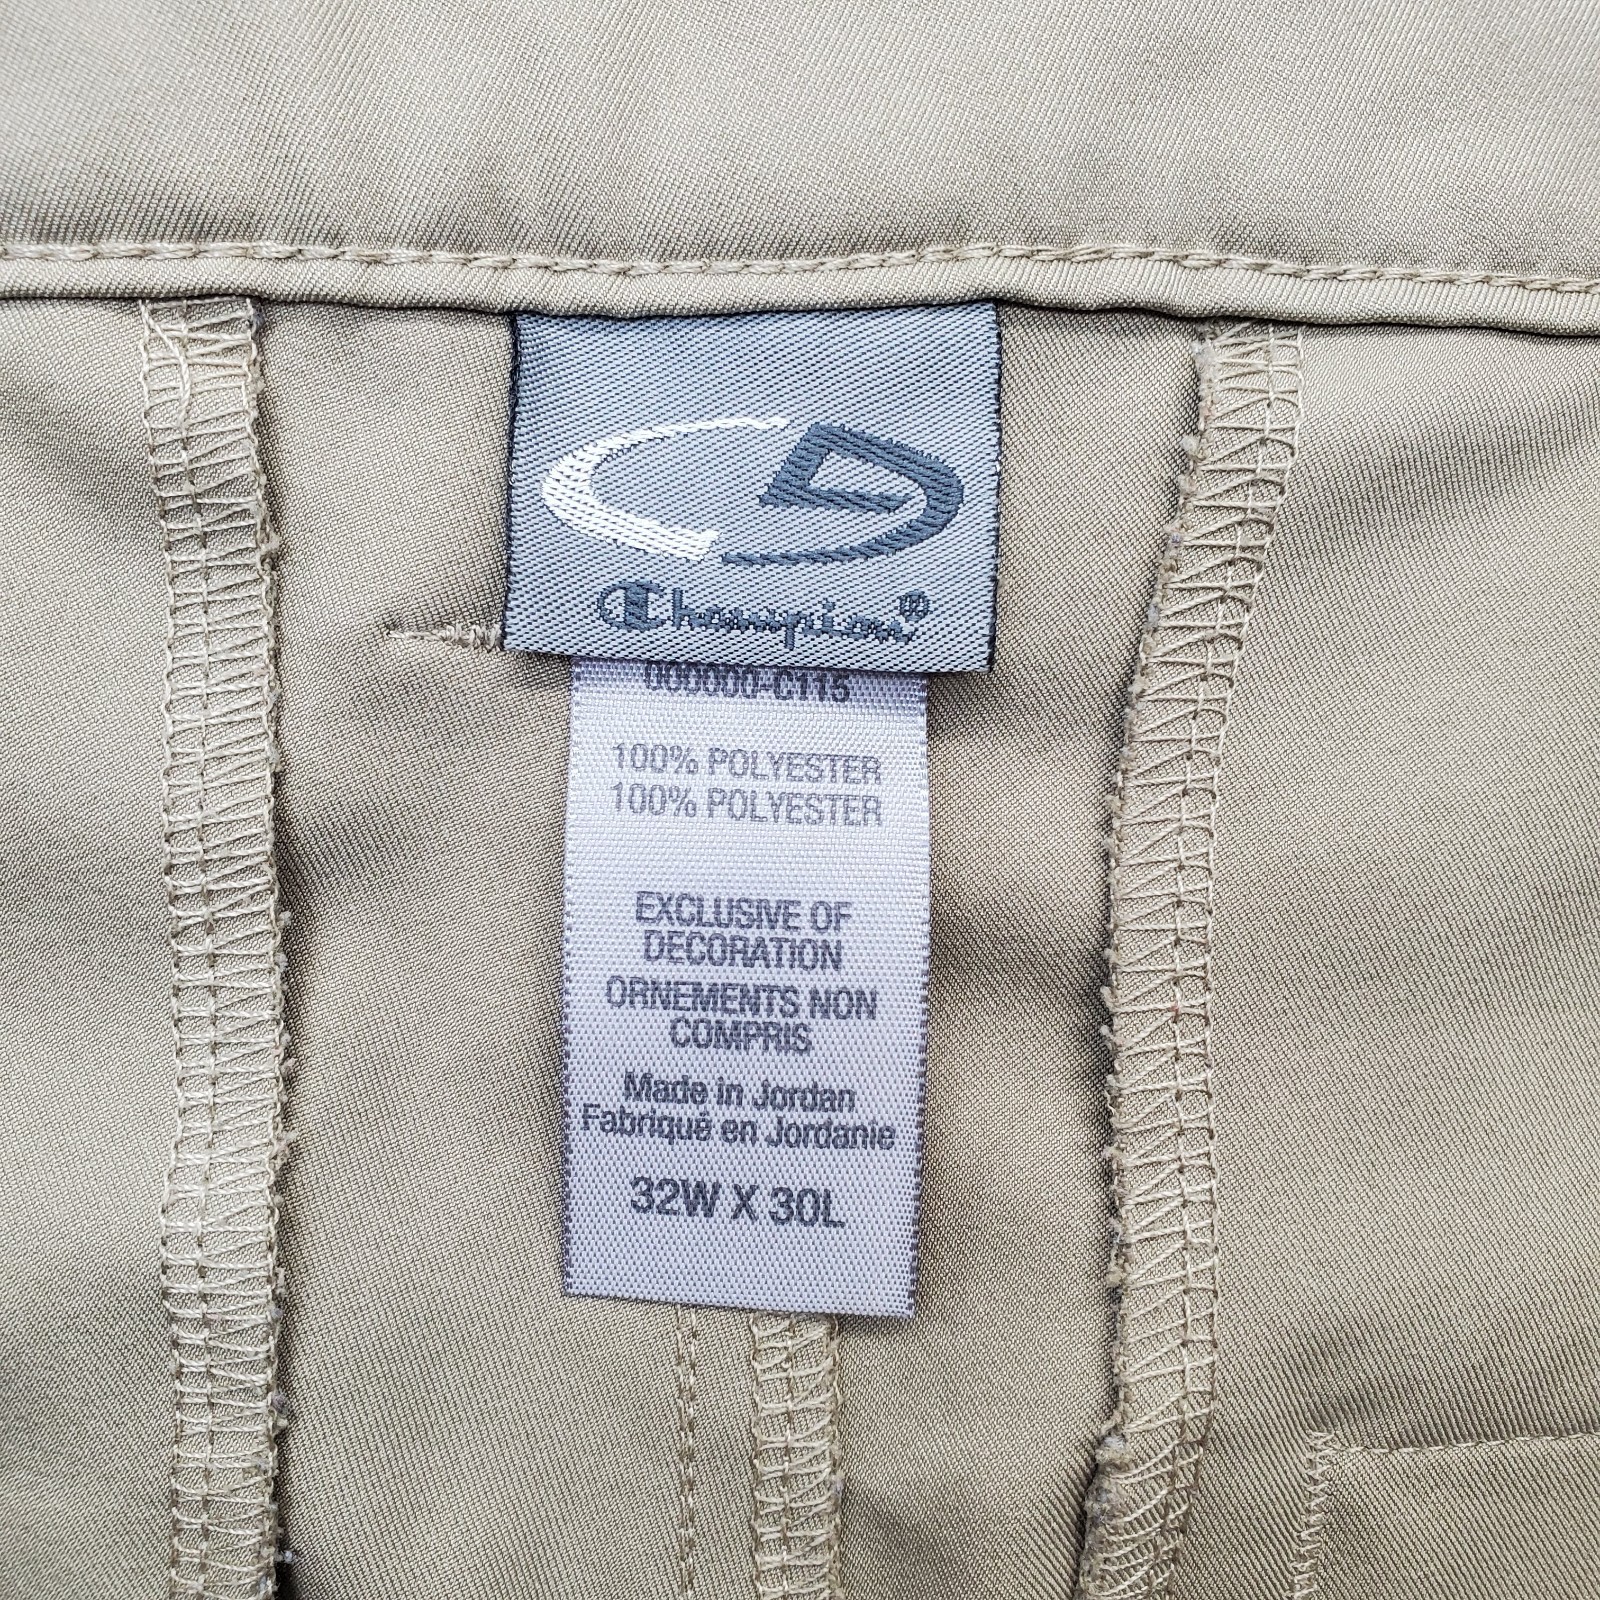 Champion®
000000-C115
100% POLYESTER
100% POLYESTER
EXCLUSIVE OF
DECORATION
ORNEMENTS NON
COMPRIS
Made in Jordan
Fabriqué en Jordanie
32W X 30L